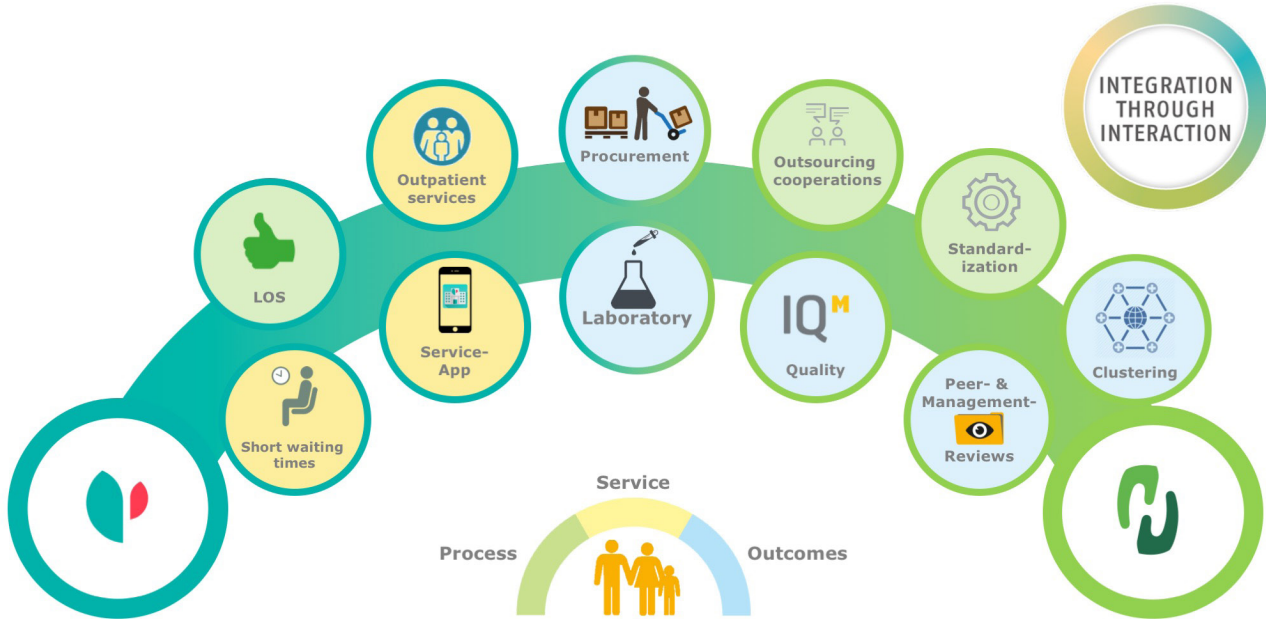 INTEGRATION
THROUGH
INTERACTION
Procurement
Outpatient
services
Outsourcing
cooperations
LOS
Standard-
ization
Service-
App
Laboratory
IQM
Quality
Clustering
Short waiting
times
Peer- &
Management-
Reviews
Service
Process
Outcomes